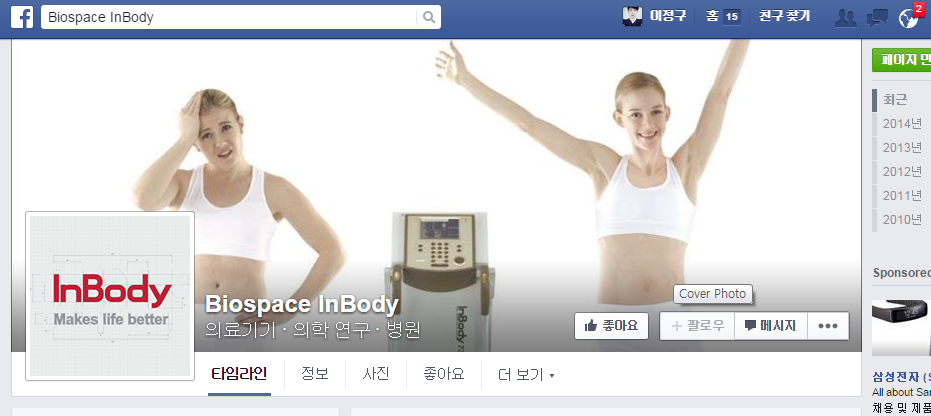 Biospace InBody
이정구
홈 15
친구 찾기
2
페이지 만
최근
2014년
2013년
2012년
2011년
2010년
InBody
Makes life better
InBody
Biospace InBody
의료기기 · 의학 연구 · 병원
Cover Photo
좋아요
+ 팔로우
메시지
타임라인
정보
사진
좋아요
더 보기
Sponsored
삼성전자 (S
All about Sar
채용 및 제품